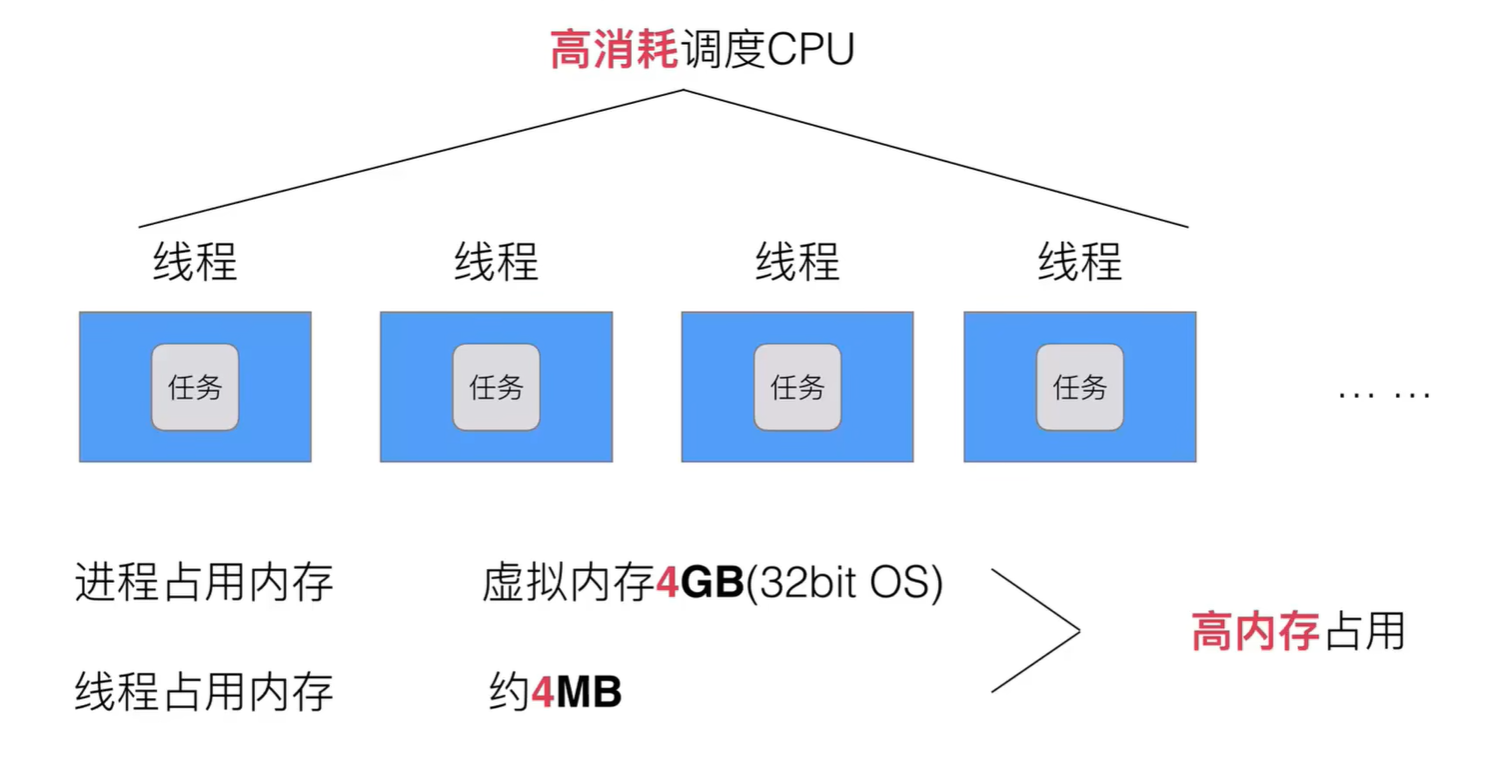 高消耗调度CPU
线程 线程 线程 线程
任务 任务 任务 任务 ... ...
进程占用内存 虚拟内存4GB(32bit OS)
高内存占用
线程占用内存 约4MB